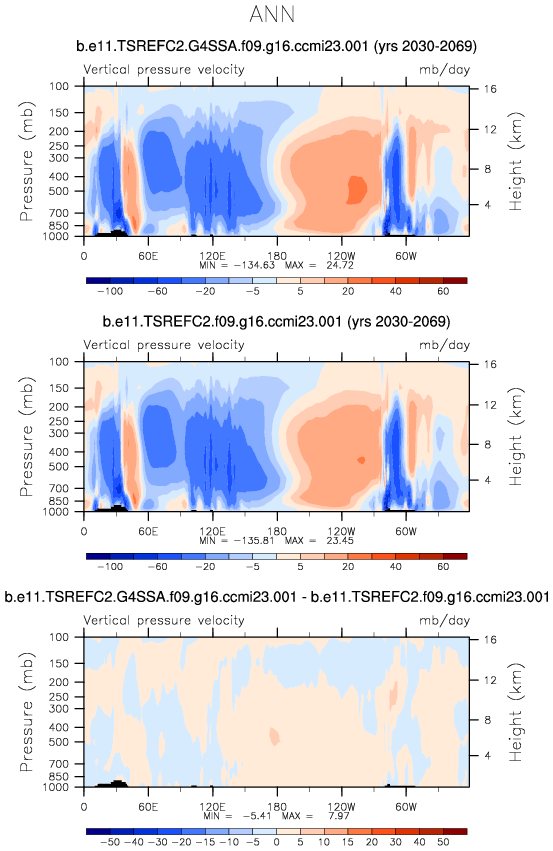 ANN
b.e11.TSREFC2.G4SSA.f09.g16.ccmi23.001 (yrs 2030-2069)
Vertical pressure velocity mb/day
100
150
200
250
300
400
500
700
850
1000
Pressure (mb)
16
12
8
4
Height (km)
0 60E 120E 180 120W 60W
MIN = -134.63 MAX = 24.72
-100 -60 -20 -5 5 20 40 60
b.e11.TSREFC2.f09.g16.ccmi23.001 (yrs 2030-2069)
Vertical pressure velocity mb/day
100
150
200
250
300
400
500
700
850
1000
Pressure (mb)
16
12
8
4
Height (km)
0 60E 120E 180 120W 60W
MIN = -135.81 MAX = 23.45
-100 -60 -20 -5 5 20 40 60
b.e11.TSREFC2.G4SSA.f09.g16.ccmi23.001 - b.e11.TSREFC2.f09.g16.ccmi23.001
Vertical pressure velocity mb/day
100
150
200
250
300
400
500
700
850
1000
Pressure (mb)
16
12
8
4
Height (km)
0 60E 120E 180 120W 60W
MIN = -5.41 MAX = 7.97
-50 -40 -30 -20 -15 -10 -5 0 5 10 15 20 30 40 50